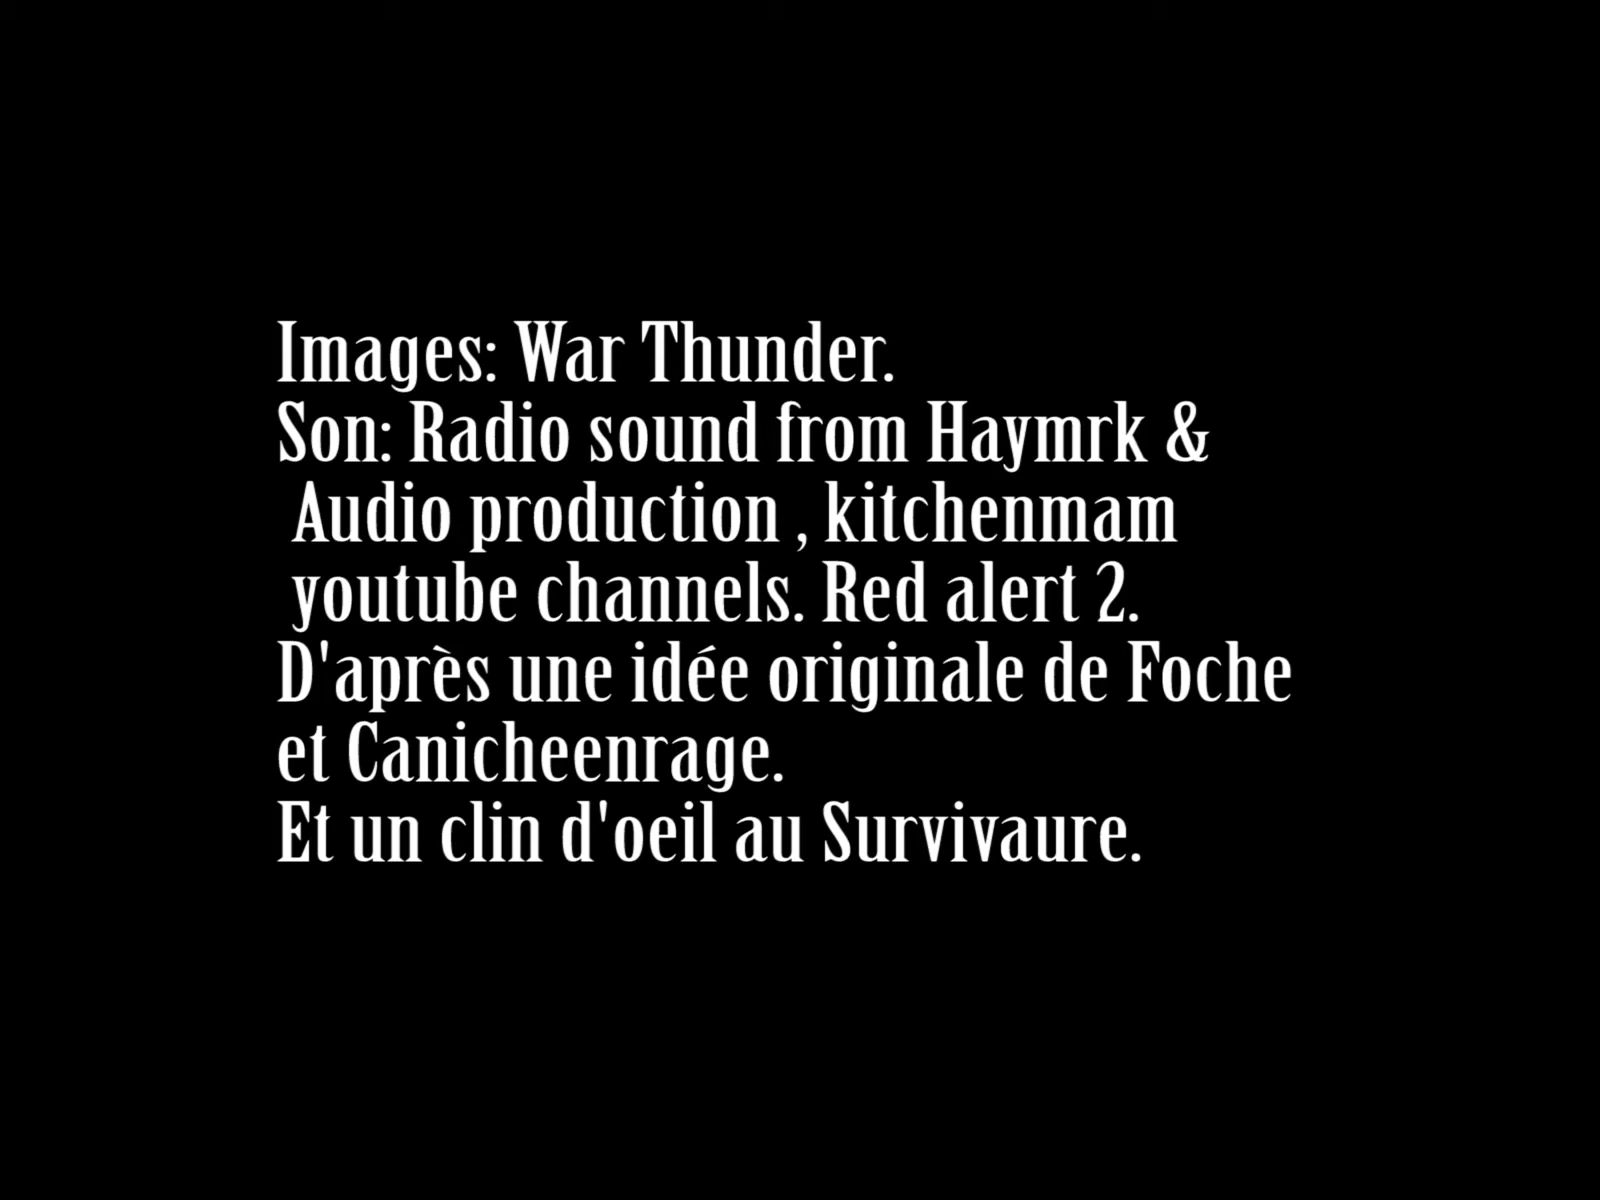 Images: War Thunder.
Son: Radio sound from Haymrk &
Audio production , kitchenmam
youtube channels. Red alert 2.
D'après une idée originale de Foche
et Canicheenrage.
Et un clin d'oeil au Survivaure.